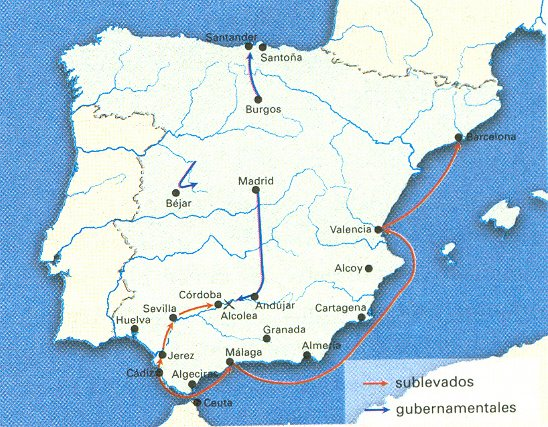 Santander
Santoña
Burgos
Barcelona
Madrid
Béjar
Valencia
Alcoy
Córdoba
Andújar
Sevilla
Alcolea
Cartagena
Huelva
Granada
Jerez
Málaga
Almería
Cádiz
Algeciras
Ceuta
sublevados
gubernamentales